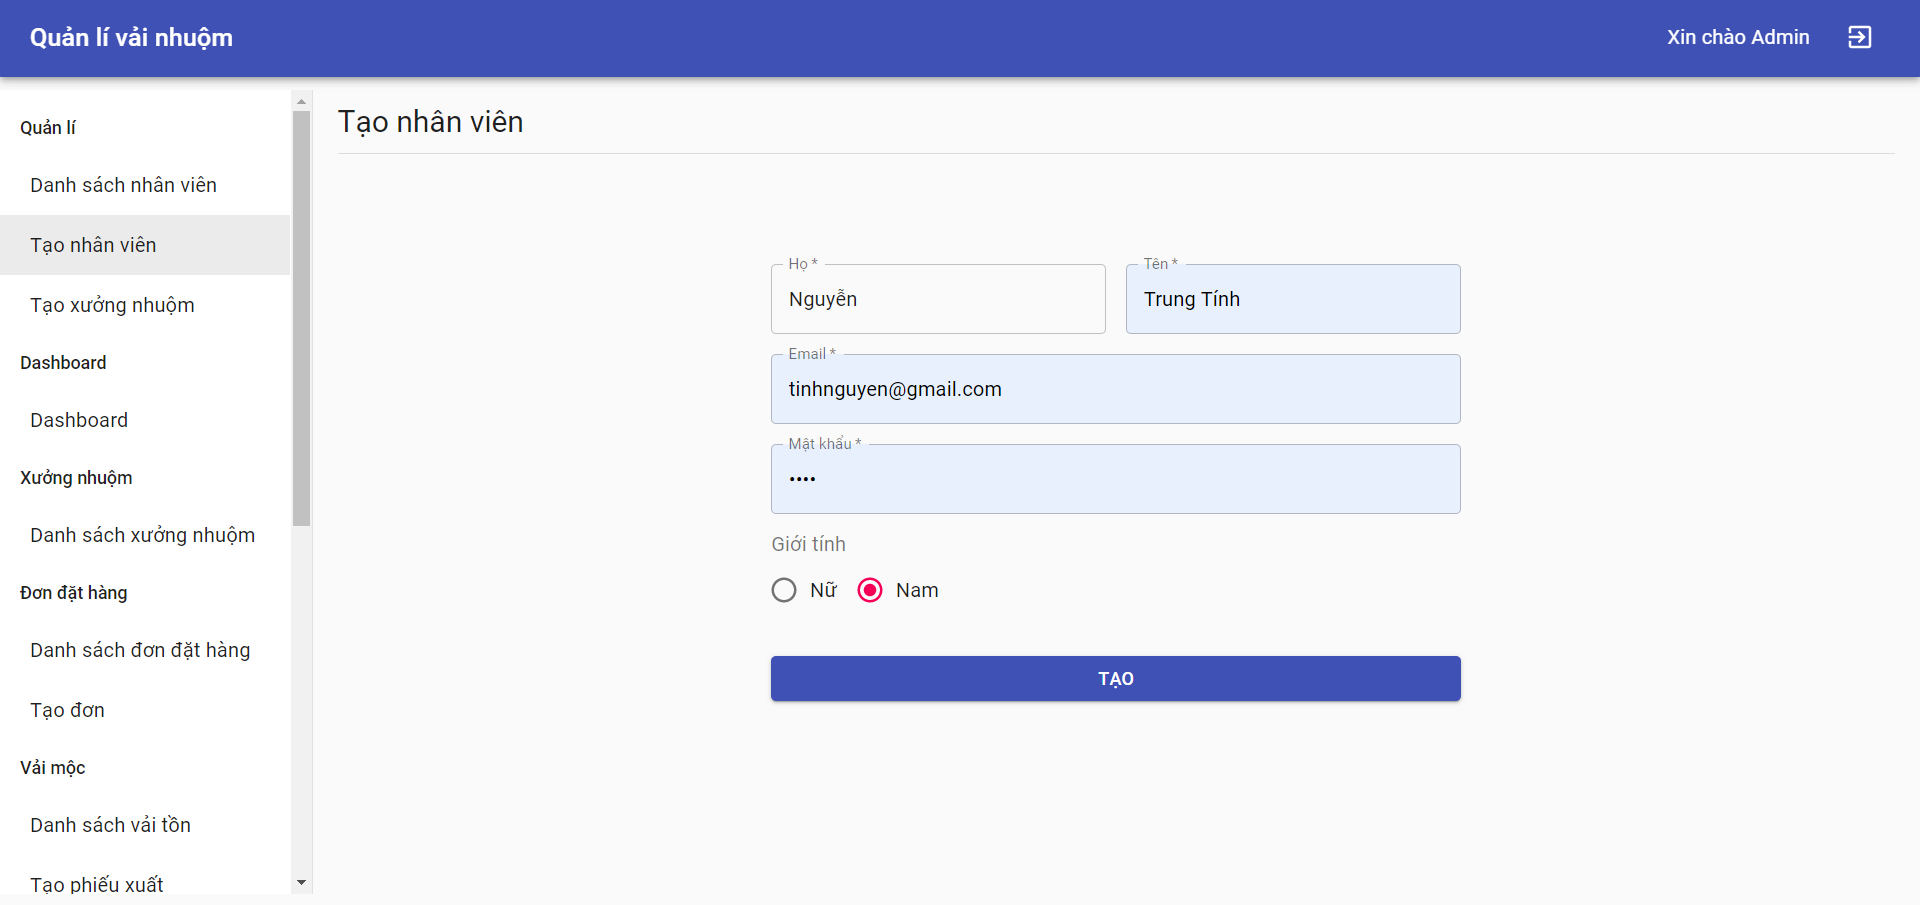 Quản lí vải nhuộm
Xin chào Admin
Quản lí
Danh sách nhân viên
Tạo nhân viên
Tạo xưởng nhuộm
Dashboard
Dashboard
Xưởng nhuộm
Danh sách xưởng nhuộm
Đơn đặt hàng
Danh sách đơn đặt hàng
Tạo đơn
Vải mộc
Danh sách vải tồn
Tạo phiếu xuất
Tạo nhân viên
Họ *
Nguyễn
Tên *
Trung Tính
Email *
tinhnguyen@gmail.com
Mật khẩu *
••••
Giới tính
Nữ
Nam
TẠO